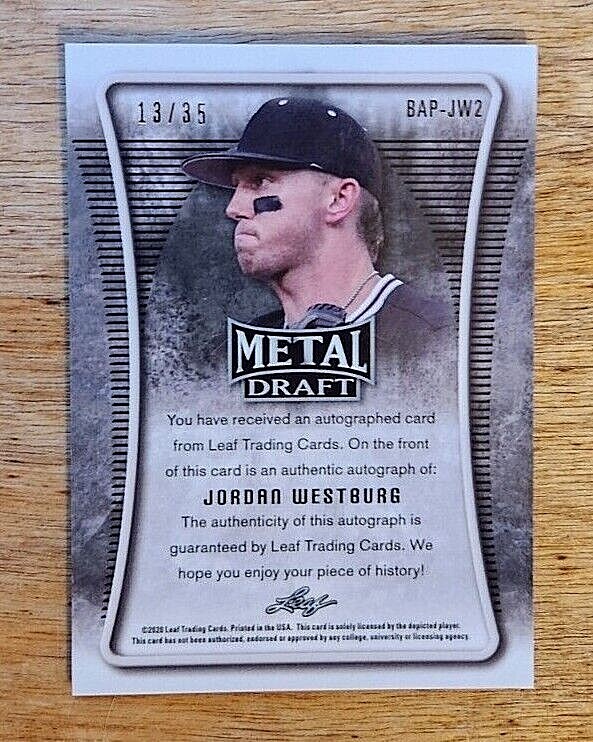 13/35
BAP-JW2
METAL
DRAFT
You have received an autographed card
from Leaf Trading Cards. On the front
of this card is an authentic autograph of:
JORDAN WESTBURG
The authenticity of this autograph is
guaranteed by Leaf Trading Cards. We
hope you enjoy your piece of history!
Leaf
©2020 Leaf Trading Cards. Printed in the USA. This card is solely licensed by the depicted player.
This card has not been authorized, endorsed or approved by any college, university or licensing agency.